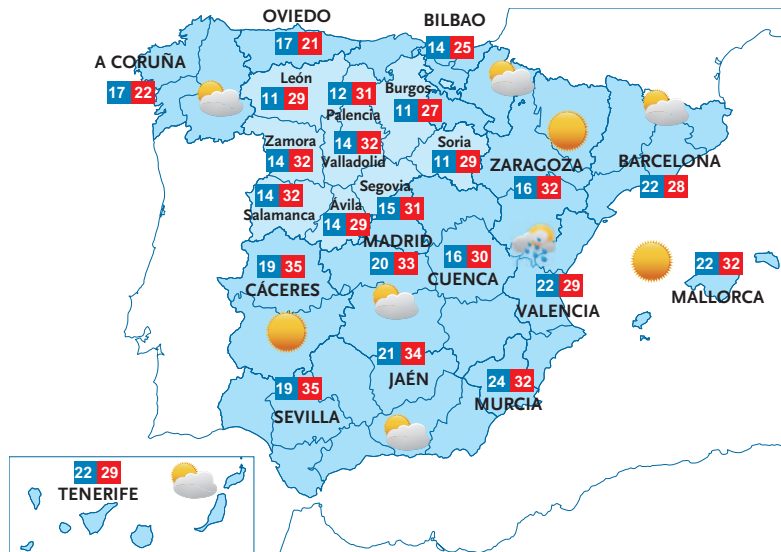 OVIEDO
17 21
BILBAO
14 25
A CORUÑA
17 22
León
11 29
12 31
Palencia
Burgos
11 27
Zamora
14 32
14 32
Valladolid
Soria
11 29
ZARAGOZA
16 32
BARCELONA
22 28
14 32
Salamanca
Ávila
14 29
Segovia
15 31
MADRID
20 33
16 30
CUENCA
19 35
CÁCERES
22 29
VALENCIA
22 32
MALLORCA
21 34
JAÉN
24 32
MURCIA
19 35
SEVILLA
22 29
TENERIFE